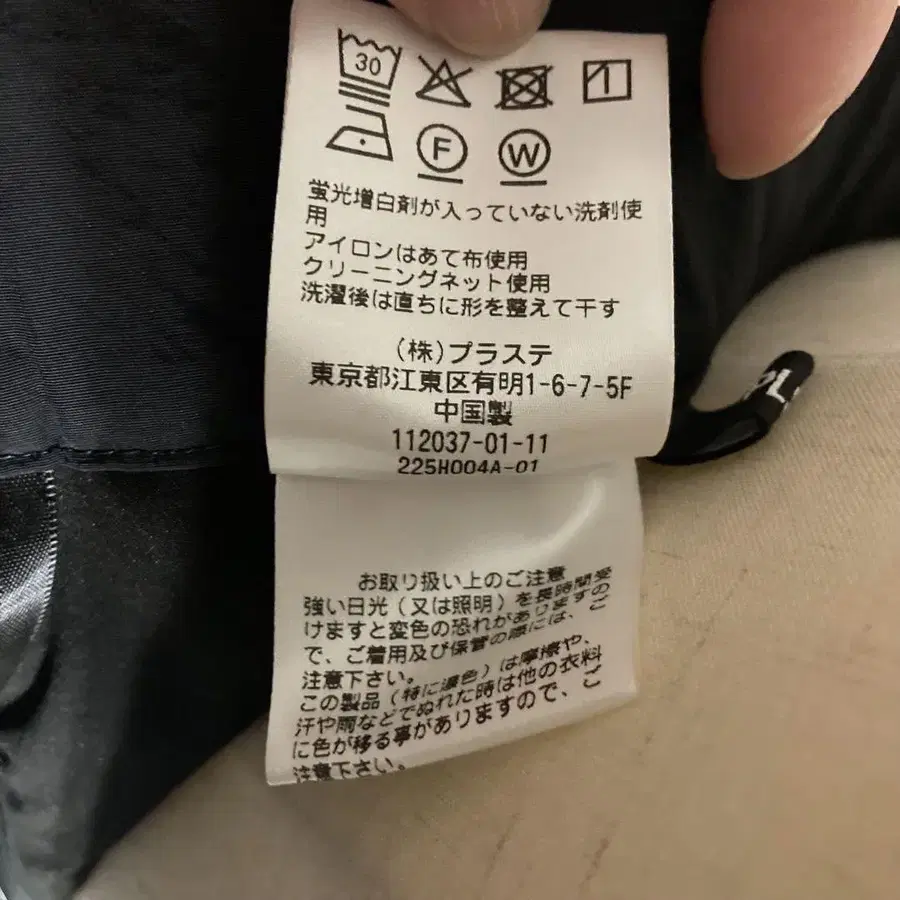 30
F W
蛍光増白剤が入っていない洗剤使
用
アイロンはあて布使用
クリーニングネット使用
洗濯後は直ちに形を整えて干す
(株)プラステ
東京都江東区有明1-6-7-5F
中国製
112037-01-11
225H004A-01
PL
お取り扱い上のご注意
強い日光(又は照明)を長時間受
けますと変色の恐れがありますの
で、ご着用及び保管の際には、ご
注意下さい。
この製品(特に濃色)は摩擦や、
汗や雨などでぬれた時は他の衣料
に色が移る事がありますので、ご
注意下さい。